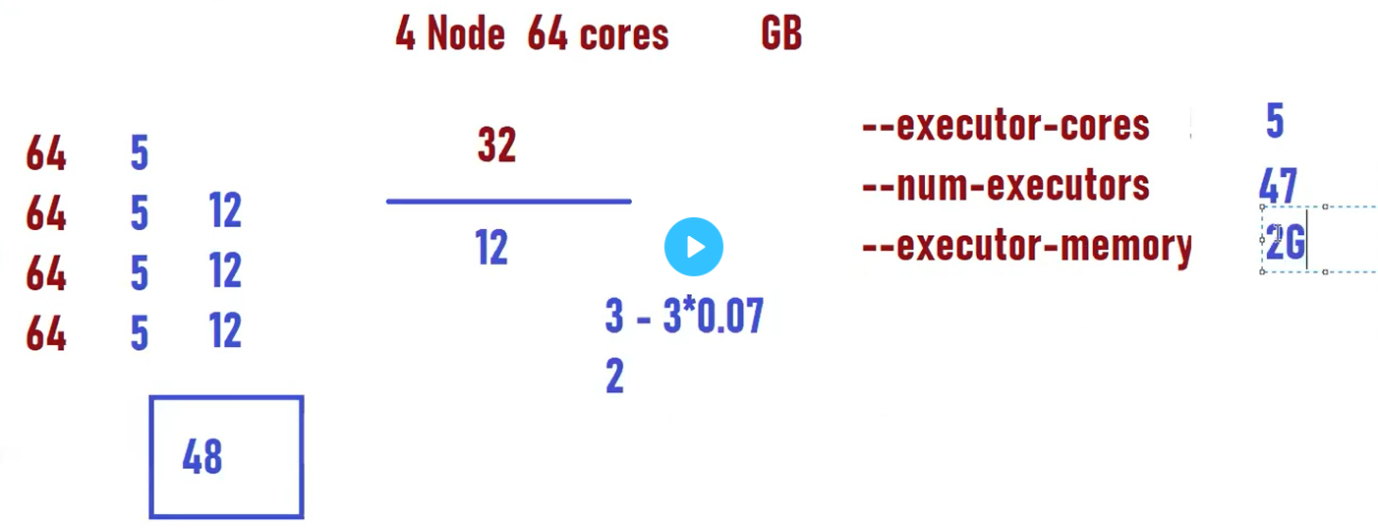 4 Node 64 cores GB
64 5
64 5 12
64 5 12
64 5 12
48
32
12
3 - 3*0.07
2
--executor-cores 5
--num-executors 47
--executor-memory 2G